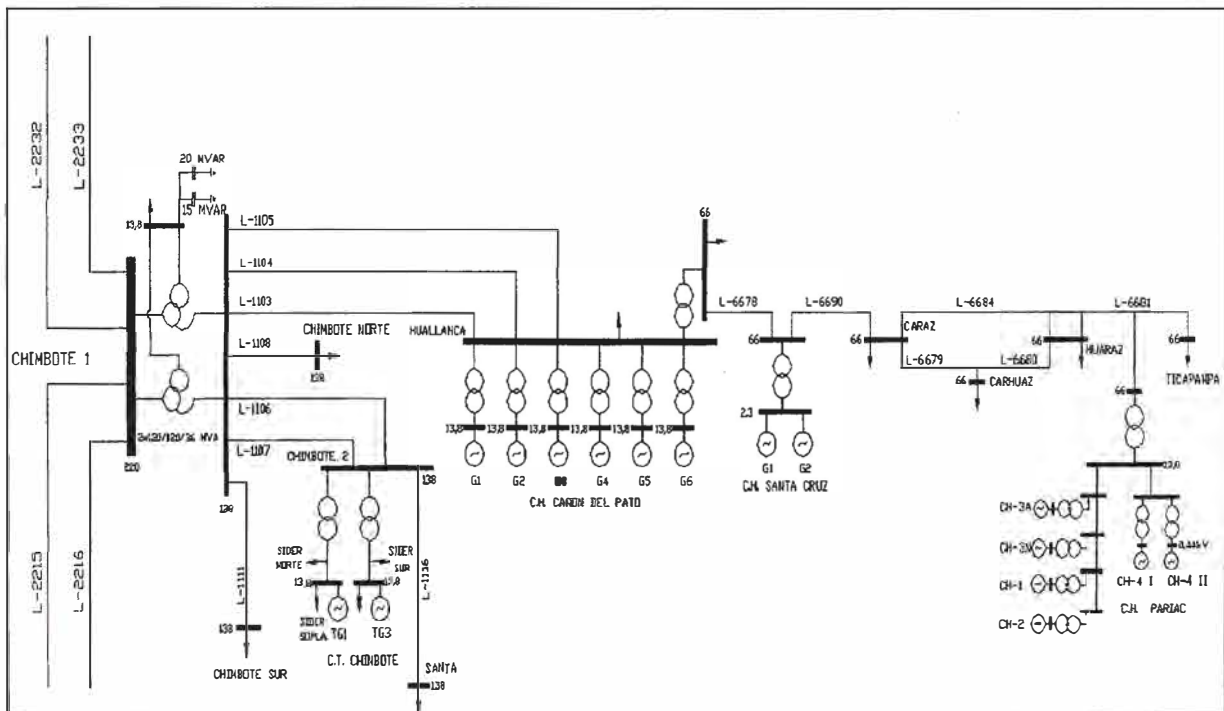 L-2232
L-2233
20 MVAR
15 MVAR
13,8
L-1105
L-1104
L-1103
L-1108
CHIMBOTE NORTE
138
CHIMBOTE 1
L-1106
L-1107
220
138
L-2215
L-2216
L-1111
138
CHIMBOTE SUR
CHIMBOTE 2
138
SIDER
NORTE
SIDER
SUR
13,8
SIDER
TG1
TG3
C.T. CHIMBOTE
L-1116
SANTA
138
HUALLANCA
66
13,8
13,8
13,8
13,8
13,8
13,8
G1
G2
G4
G5
G6
C.H. CAÑON DEL PATO
L-6678
L-6690
66
2.3
G1
G2
C.H. SANTA CRUZ
66
CARAZ
L-6684
L-6681
L-6679
L-6680
66
CARHUAZ
66
HUARAZ
66
TICAPAMPA
66
CH-3A
CH-1
CH-2
CH-4 I
CH-4 II
C.H. PARIAC